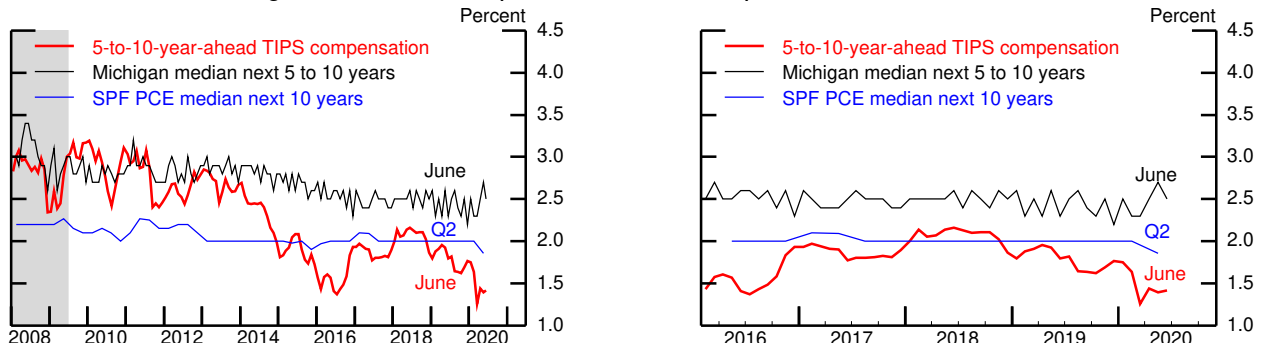 Percent
4.5
5-to-10-year-ahead TIPS compensation
Michigan median next 5 to 10 years
4.0
SPF PCE median next 10 years
3.5
3.0
June
2.5
Q2
2.0
June
1.5
1.0
2008 2010 2012 2014 2016 2018 2020
Percent
4.5
5-to-10-year-ahead TIPS compensation
Michigan median next 5 to 10 years
4.0
SPF PCE median next 10 years
3.5
3.0
June
2.5
Q2
2.0
June
1.5
1.0
2016 2017 2018 2019 2020